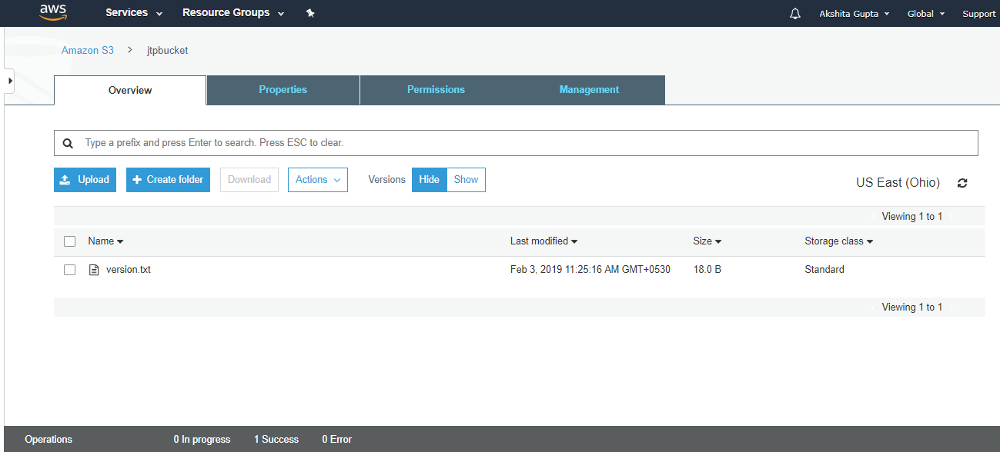 aws Services Resource Groups Akshita Gupta Global Support
Amazon S3 jtpbucket
Overview Properties Permissions Management
Type a prefix and press Enter to search. Press ESC to clear.
Upload Create folder Download Actions Versions Hide Show US East (Ohio)
Viewing 1 to 1
Name Last modified Size Storage class
version.txt Feb 3, 2019 11:25:16 AM GMT+0530 18.0 B Standard
Viewing 1 to 1
Operations 0 In progress 1 Success 0 Error